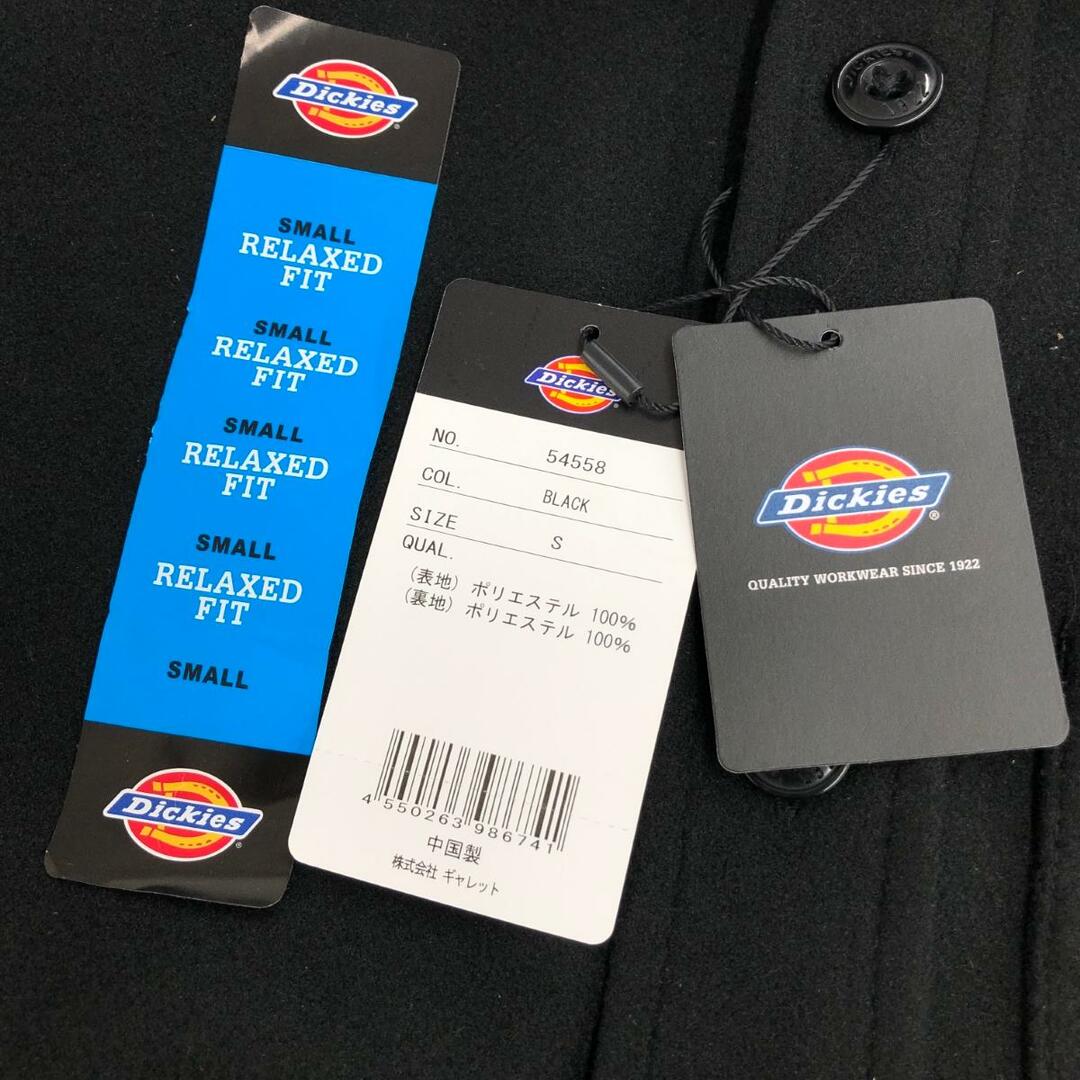 Dickies
SMALL
RELAXED
FIT
SMALL
RELAXED
FIT
SMALL
RELAXED
FIT
SMALL
RELAXED
FIT
SMALL
Dickies
Dickies
NO. 54558
COL. BLACK
SIZE S
QUAL.
(表地) ポリエステル 100%
(裏地) ポリエステル 100%
4 550263 986741
中国製
株式会社 ギャレット
Dickies
QUALITY WORKWEAR SINCE 1922